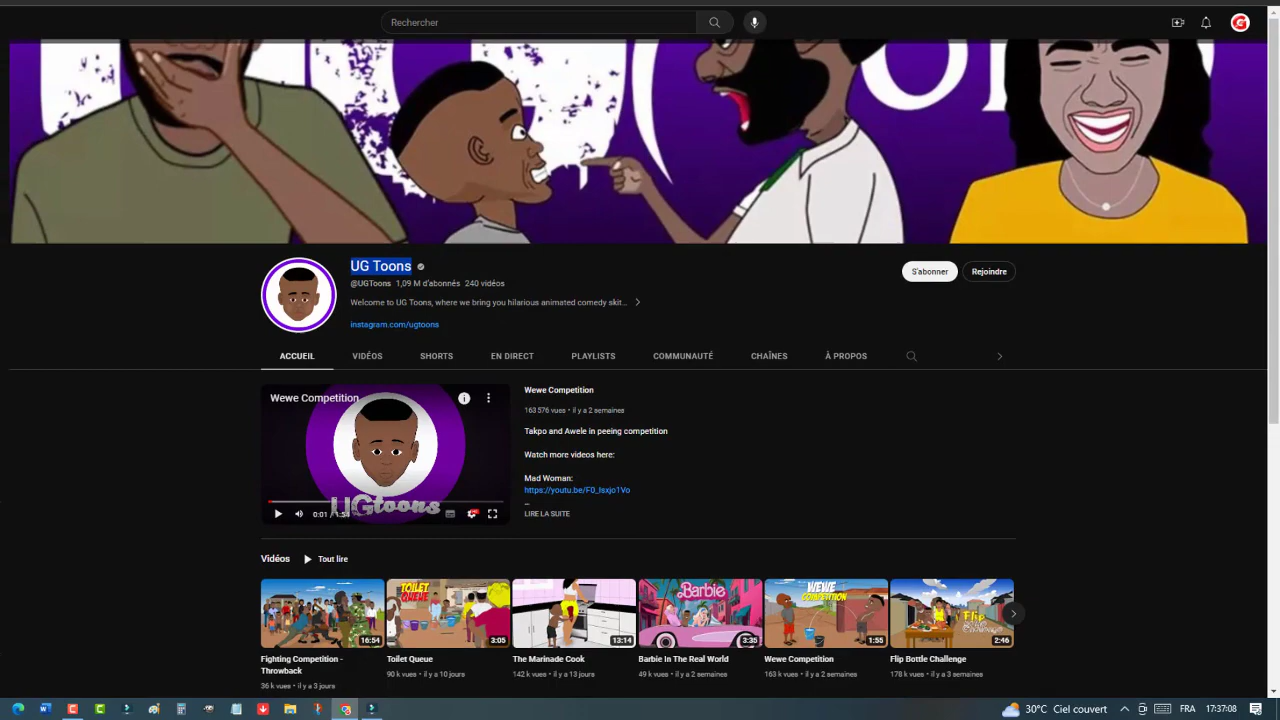 Rechercher
UG Toons
@UGToons 1,09 M d'abonnés 240 vidéos
Welcome to UG Toons, where we bring you hilarious animated comedy skit...
instagram.com/ugtoons
S'abonner
Rejoindre
ACCUEIL
VIDÉOS
SHORTS
EN DIRECT
PLAYLISTS
COMMUNAUTÉ
CHAÎNES
À PROPOS
Wewe Competition
UGtoons
0:01 / 1:54
Wewe Competition
163 576 vues • il y a 2 semaines
Takpo and Awele in peeing competition
Watch more videos here:
Mad Woman:
https://youtu.be/F0_Isxjo1Vo
...
LIRE LA SUITE
Vidéos
Tout lire
16:54
Fighting Competition -
Throwback
36 k vues • il y a 3 jours
TOILET
QUEUE
3:05
Toilet Queue
90 k vues • il y a 10 jours
13:14
The Marinade Cook
142 k vues • il y a 13 jours
Barbie
3:35
Barbie In The Real World
49 k vues • il y a 2 semaines
WEWE
COMPETITION
1:55
Wewe Competition
163 k vues • il y a 2 semaines
Flip
2:46
Flip Bottle Challenge
178 k vues • il y a 3 semaines
30°C Ciel couvert
FRA
17:37:08